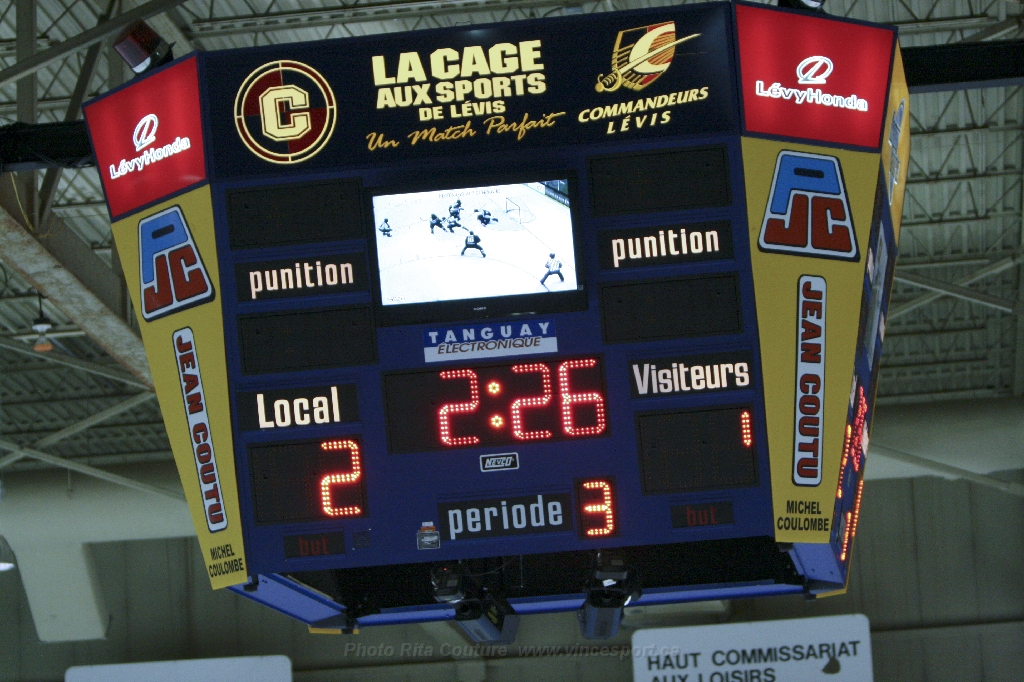 LA CAGE
AUX SPORTS
DE LÉVIS
Un Match Parfait
C
COMMANDEURS
LÉVIS
LévyHonda
LévyHonda
PJC
PJC
punition
punition
TANGUAY
ÉLECTRONIQUE
2:26
Local
Visiteurs
2
1
NEVCO
periode 3
but
but
JEAN COUTU
JEAN COUTU
MICHEL
COULOMBE
MICHEL
COULOMBE
HAUT COMMISSARIAT
AUX LOISIRS
Photo Rita Couture www.vincesport.ca